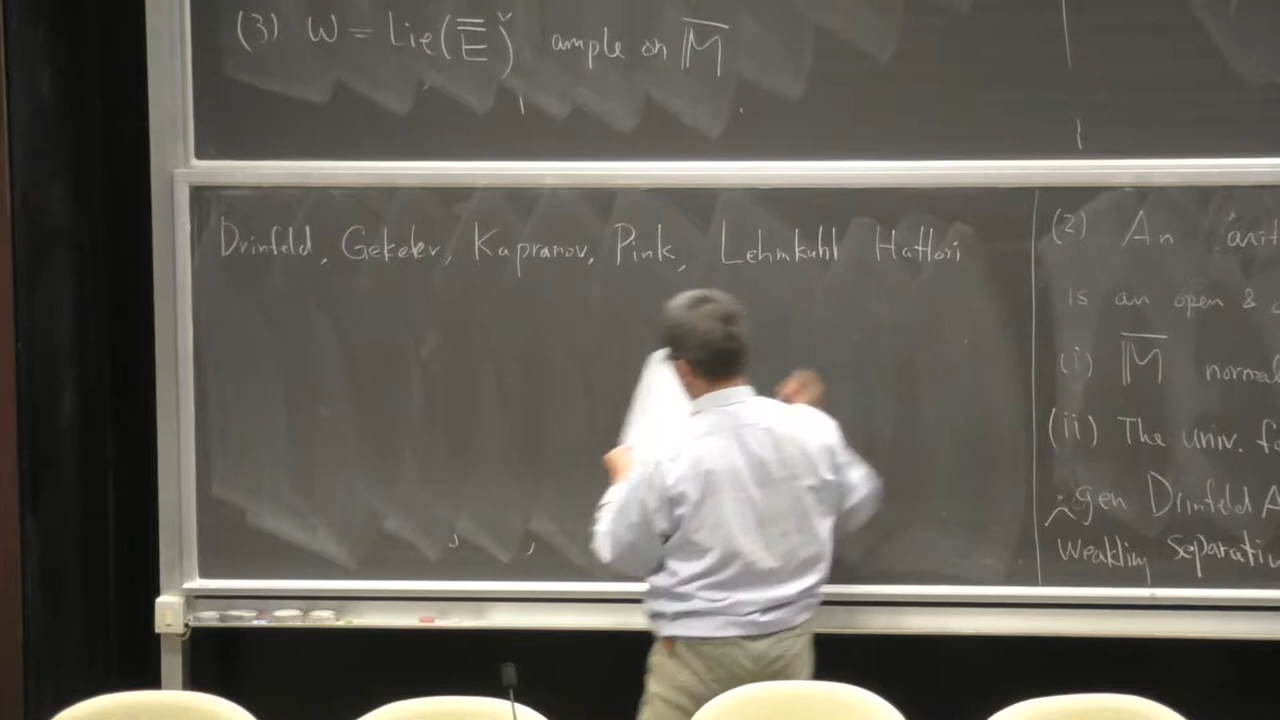 (3) ω = Lie(E̿)ˇ ample on M̅
Drinfeld, Gekeler, Kapranov, Pink, Lehmkuhl Hattori
(2) An
is an open &
(i) M̅ normal
(ii) The univ.
gen Drinfeld A
weakly separati